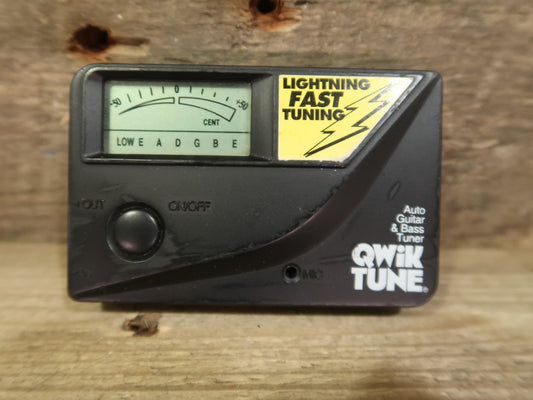 -50 0 +50
CENT
LOW E A D G B E
LIGHTNING
FAST
TUNING
OUT
ON/OFF
MIC
Auto
Guitar
& Bass
Tuner
QWIK
TUNE®